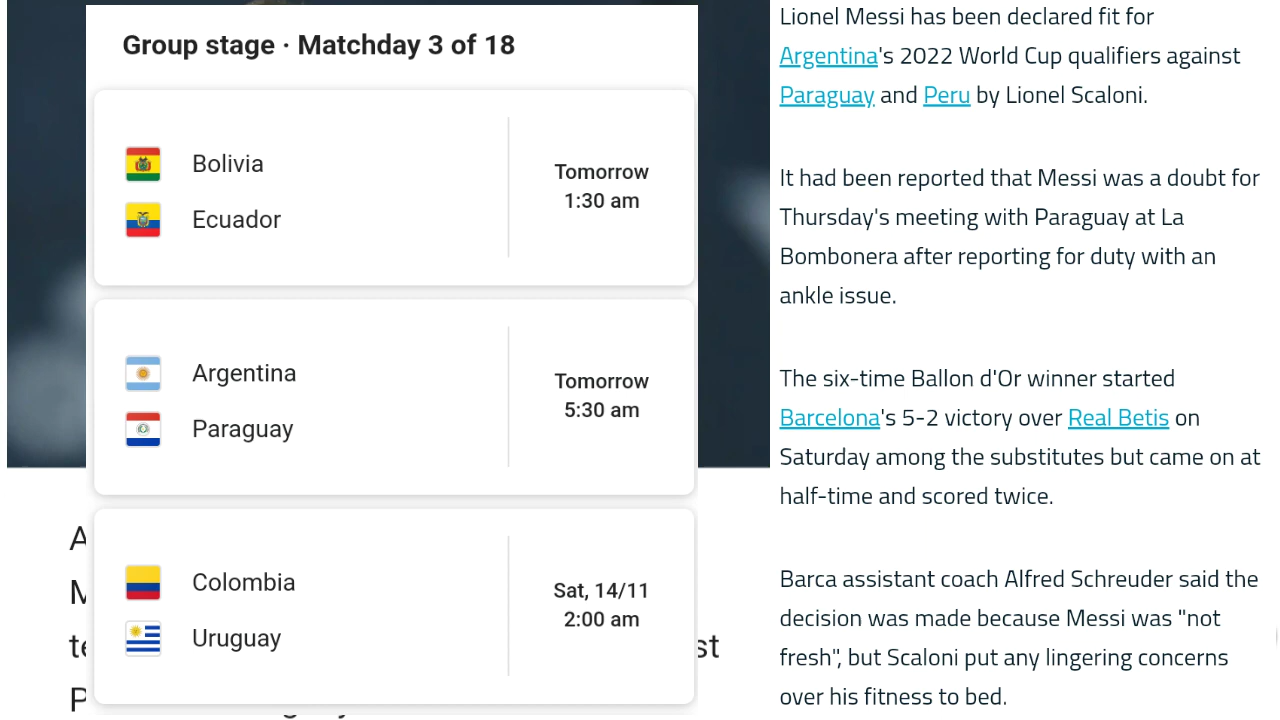 Group stage · Matchday 3 of 18
Bolivia
Ecuador
Tomorrow
1:30 am
Argentina
Paraguay
Tomorrow
5:30 am
Colombia
Uruguay
Sat, 14/11
2:00 am
A
M
te
st
P
Lionel Messi has been declared fit for
Argentina's 2022 World Cup qualifiers against
Paraguay and Peru by Lionel Scaloni.
It had been reported that Messi was a doubt for
Thursday's meeting with Paraguay at La
Bombonera after reporting for duty with an
ankle issue.
The six-time Ballon d'Or winner started
Barcelona's 5-2 victory over Real Betis on
Saturday among the substitutes but came on at
half-time and scored twice.
Barca assistant coach Alfred Schreuder said the
decision was made because Messi was "not
fresh", but Scaloni put any lingering concerns
over his fitness to bed.